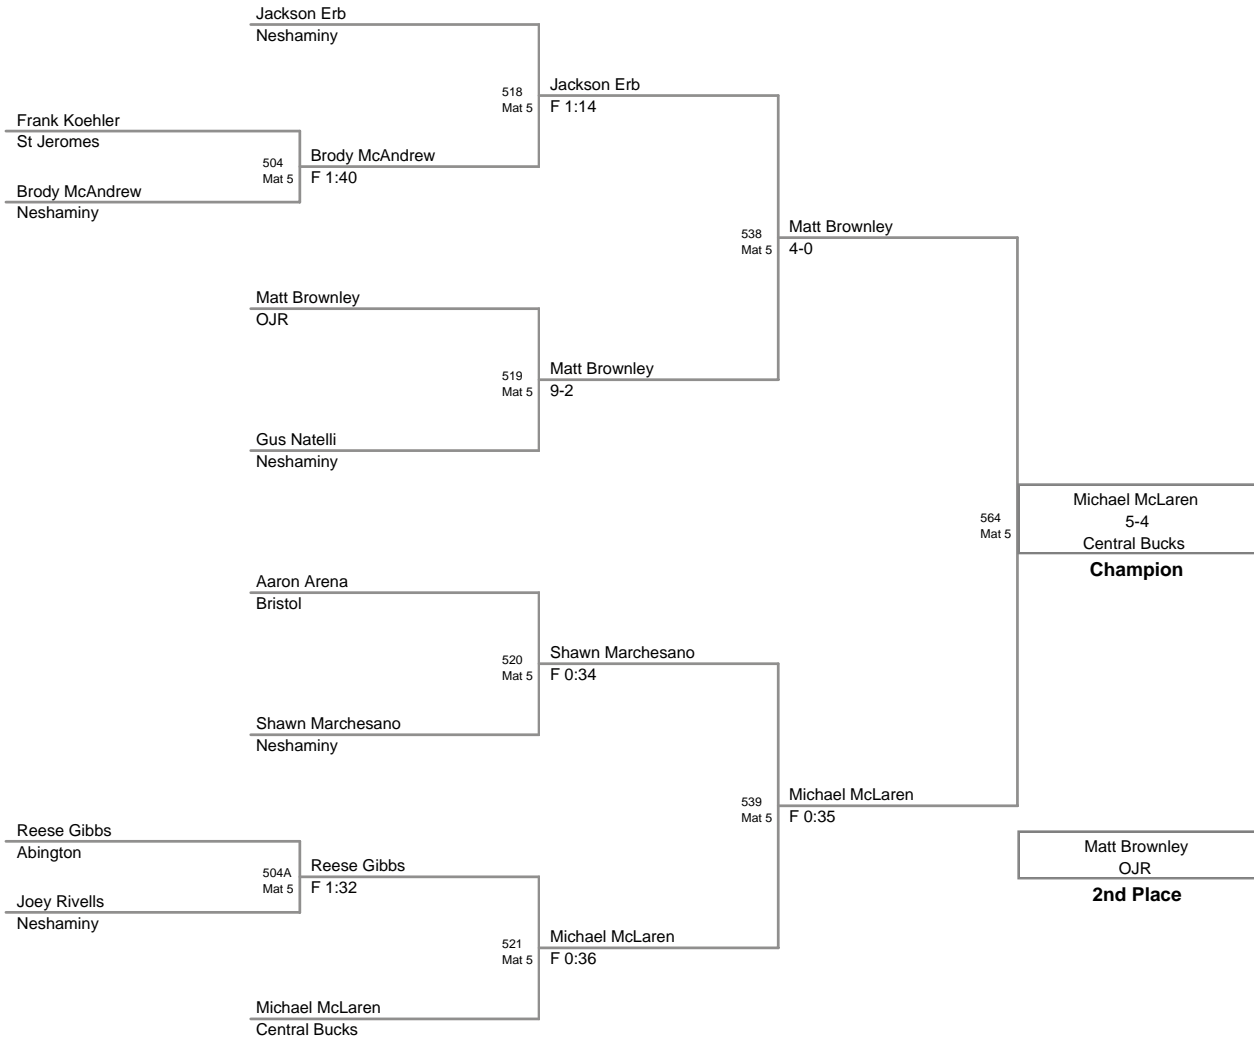 Jackson Erb
Neshaminy
518
Mat 5
Jackson Erb
F 1:14
Frank Koehler
St Jeromes
504
Mat 5
Brody McAndrew
F 1:40
Brody McAndrew
Neshaminy
538
Mat 5
Matt Brownley
4-0
Matt Brownley
OJR
519
Mat 5
Matt Brownley
9-2
Gus Natelli
Neshaminy
564
Mat 5
Michael McLaren
5-4
Central Bucks
Champion
Aaron Arena
Bristol
520
Mat 5
Shawn Marchesano
F 0:34
Shawn Marchesano
Neshaminy
539
Mat 5
Michael McLaren
F 0:35
Reese Gibbs
Abington
504A
Mat 5
Reese Gibbs
F 1:32
Joey Rivells
Neshaminy
521
Mat 5
Michael McLaren
F 0:36
Michael McLaren
Central Bucks
Matt Brownley
OJR
2nd Place